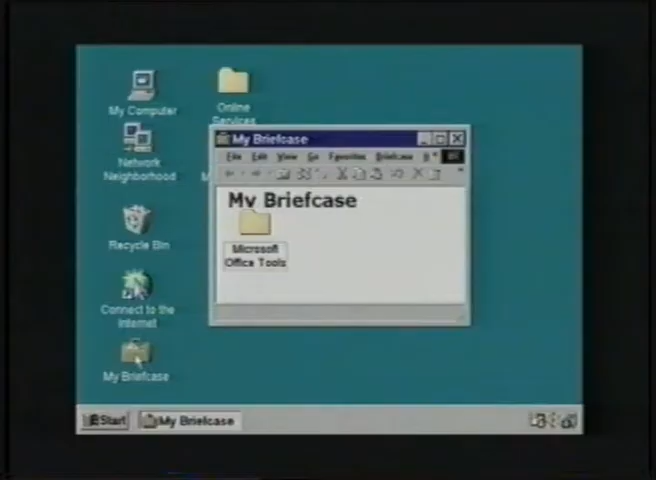 My Computer
Online
Services
Network
Neighborhood
Recycle Bin
Connect to the
Internet
My Briefcase
My Briefcase
File Edit View Go Favorites Briefcase
My Briefcase
Microsoft
Office Tools
Start
My Briefcase